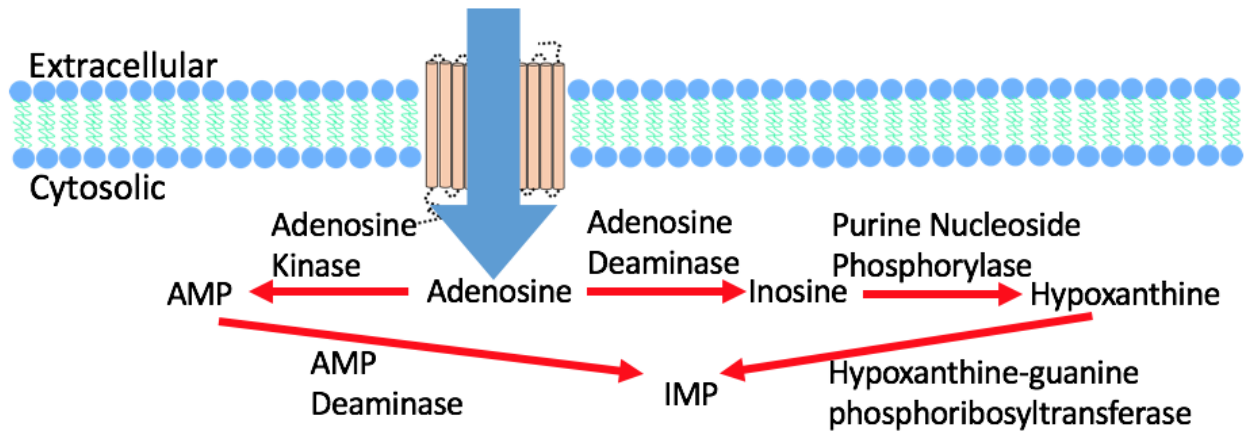 Extracellular
Cytosolic
Adenosine
Kinase
Adenosine
Deaminase
Purine Nucleoside
Phosphorylase
AMP
Adenosine
Inosine
Hypoxanthine
AMP
Deaminase
IMP
Hypoxanthine-guanine
phosphoribosyltransferase